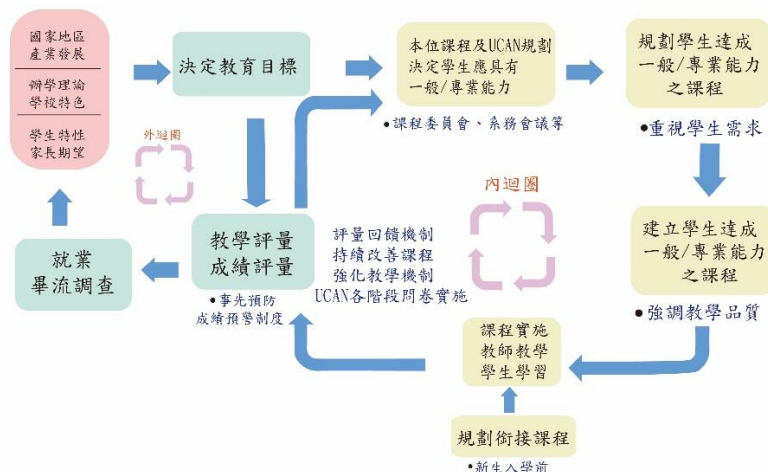 國家地區
產業發展
辦學理論
學校特色
學生特性
家長期望
決定教育目標
本位課程及UCAN規劃
決定學生應具有
一般/專業能力
•課程委員會、系務會議等
規劃學生達成
一般/專業能力
之課程
•重視學生需求
外迴圈
內迴圈
建立學生達成
一般/專業能力
之課程
•強調教學品質
就業
畢流調查
教學評量
成績評量
•事先預防
成績預警制度
評量回饋機制
持續改善課程
強化教學機制
UCAN各階段問卷實施
課程實施
教師教學
學生學習
規劃銜接課程
•新生入學前